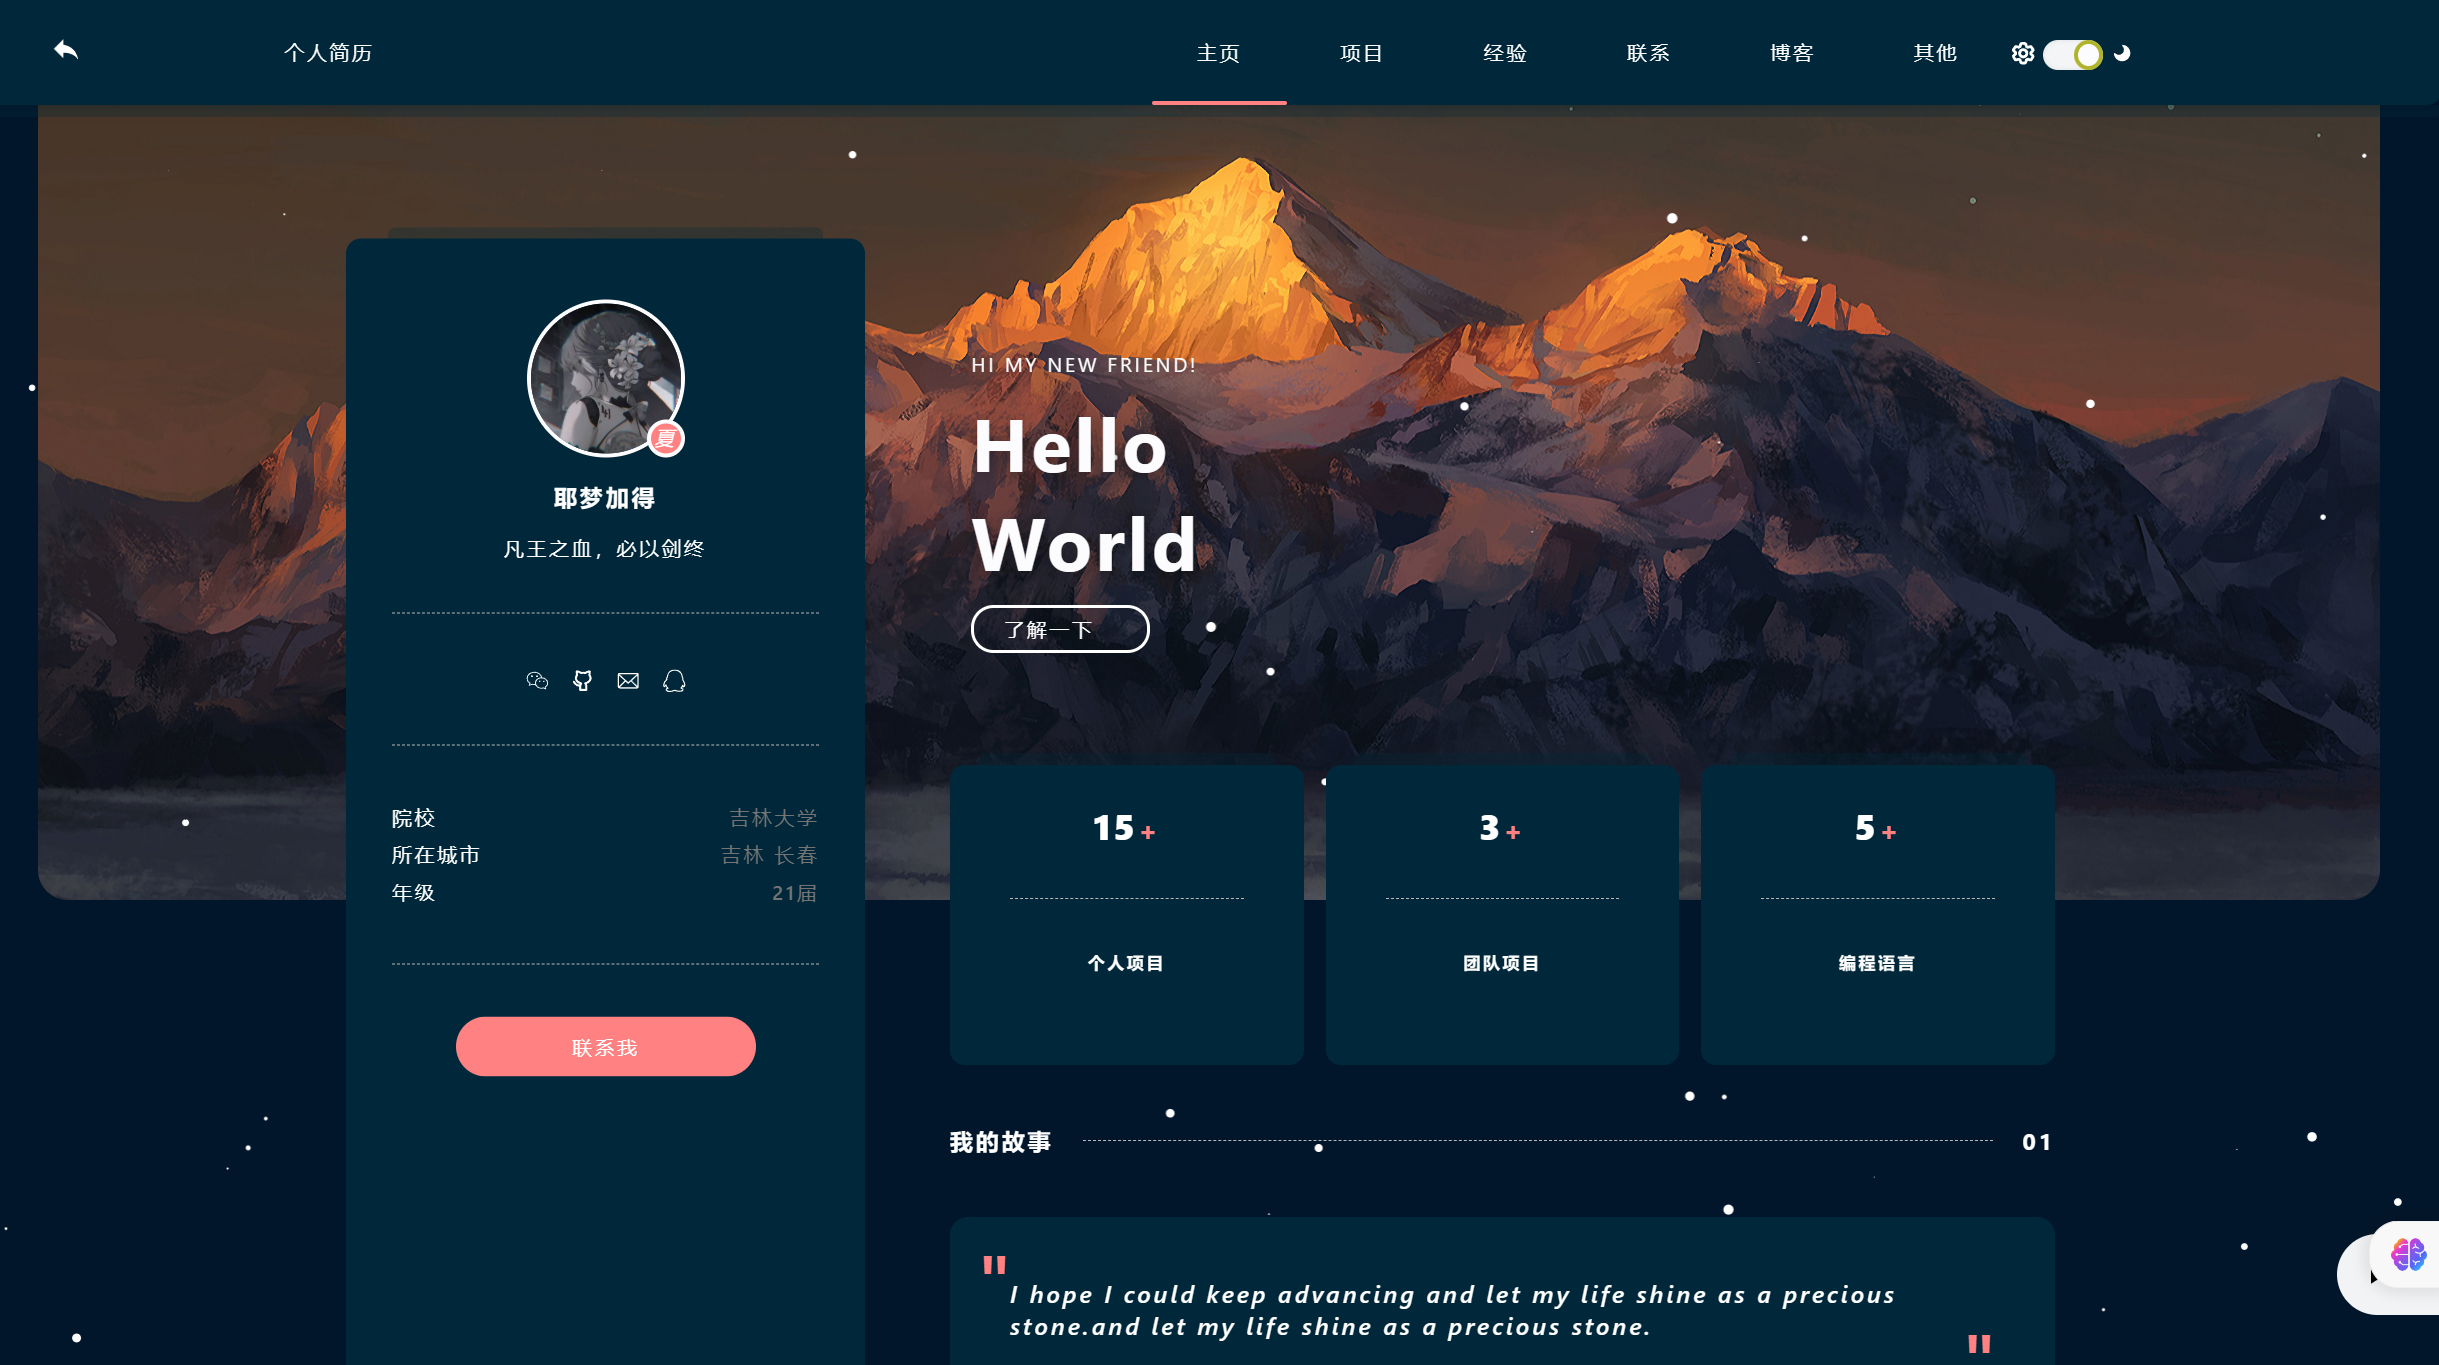 个人简历
主页
项目
经验
联系
博客
其他
夏
耶梦加得
凡王之血，必以剑终
院校 吉林大学
所在城市 吉林 长春
年级 21届
联系我
HI MY NEW FRIEND!
Hello
World
了解一下
15 +
个人项目
3 +
团队项目
5 +
编程语言
我的故事 01
"
I hope I could keep advancing and let my life shine as a precious
stone.and let my life shine as a precious stone.
"